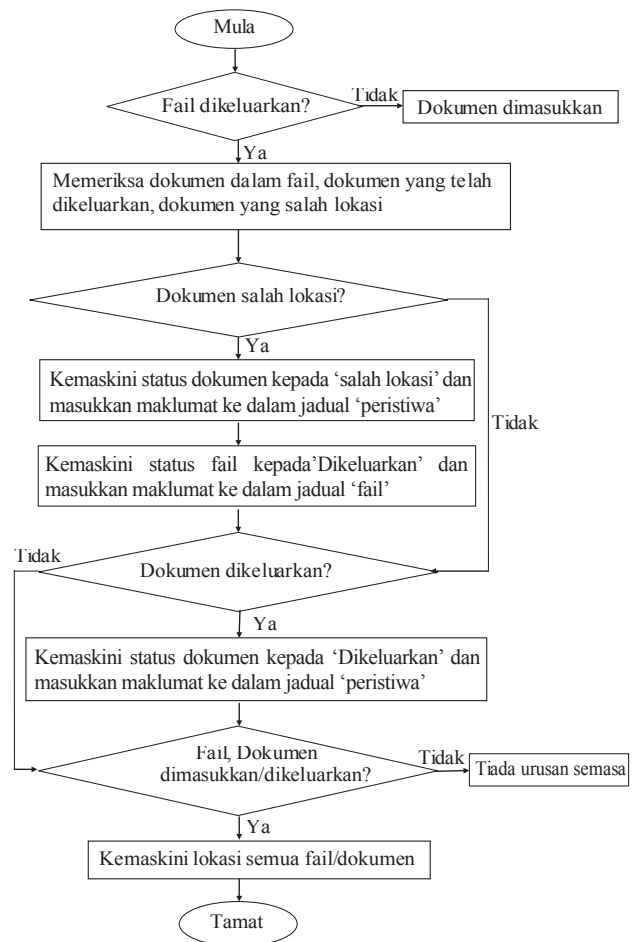 Mula
Fail dikeluarkan?
Tidak
Dokumen dimasukkan
Ya
Memeriksa dokumen dalam fail, dokumen yang telah
dikeluarkan, dokumen yang salah lokasi
Dokumen salah lokasi?
Ya
Kemaskini status dokumen kepada ‘salah lokasi’ dan
masukkan maklumat ke dalam jadual ‘peristiwa’
Tidak
Kemaskini status fail kepada’Dikeluarkan’ dan
masukkan maklumat ke dalam jadual ‘fail’
Tidak
Dokumen dikeluarkan?
Ya
Kemaskini status dokumen kepada ‘Dikeluarkan’ dan
masukkan maklumat ke dalam jadual ‘peristiwa’
Fail, Dokumen
dimasukkan/dikeluarkan?
Tidak
Tiada urusan semasa
Ya
Kemaskini lokasi semua fail/dokumen
Tamat